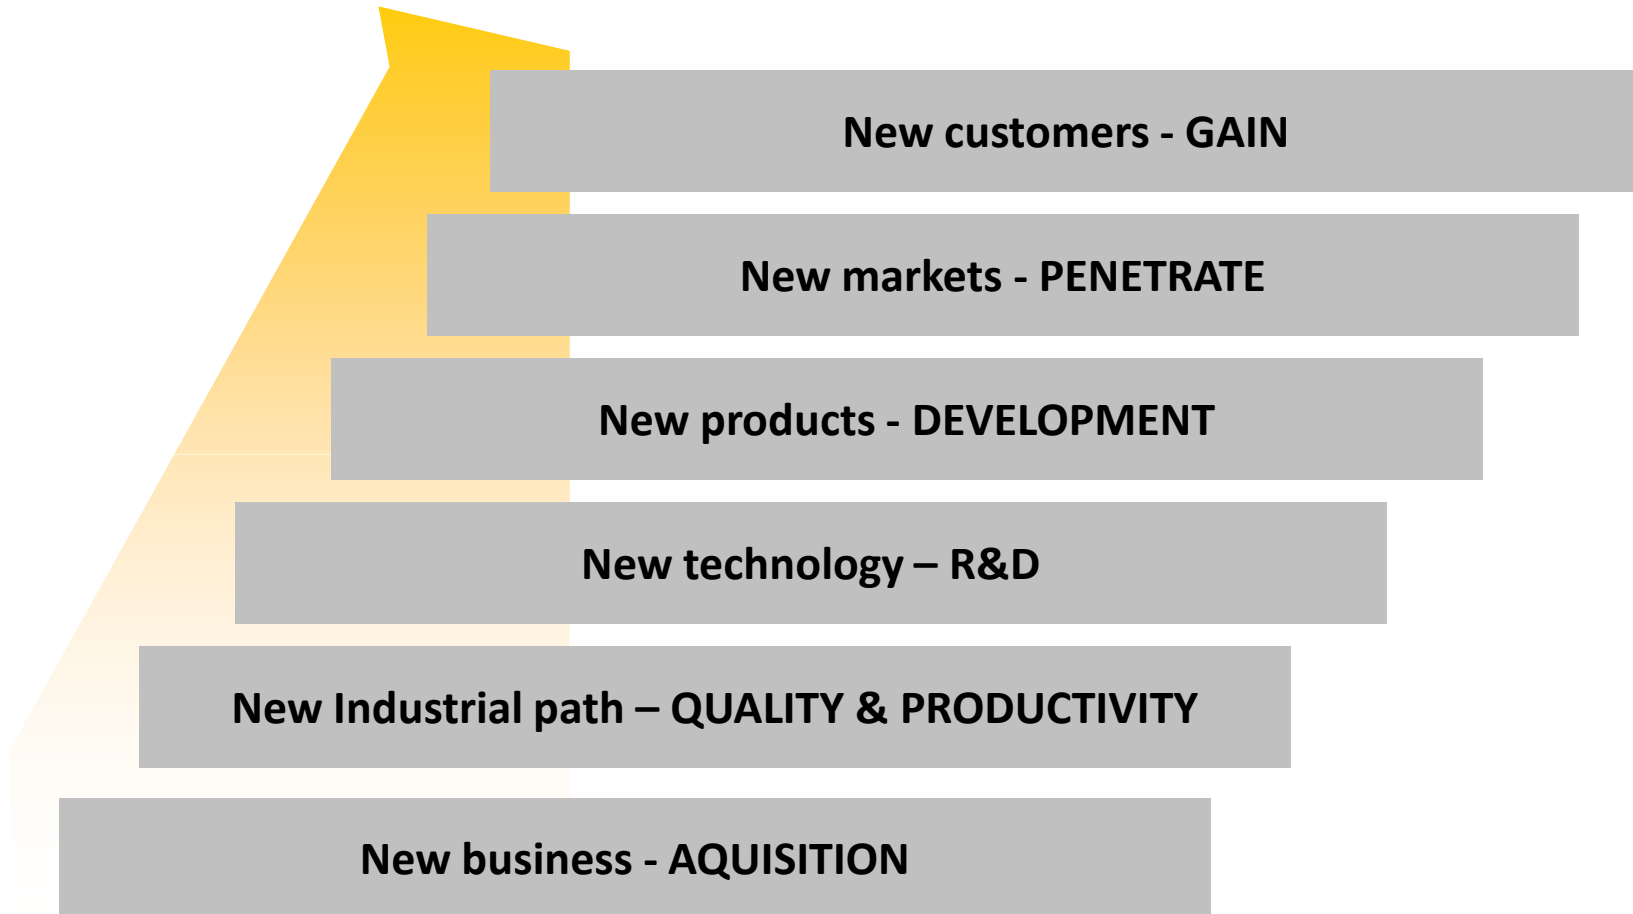 New customers - GAIN
New markets - PENETRATE
New products - DEVELOPMENT
New technology – R&D
New Industrial path – QUALITY & PRODUCTIVITY
New business - AQUISITION